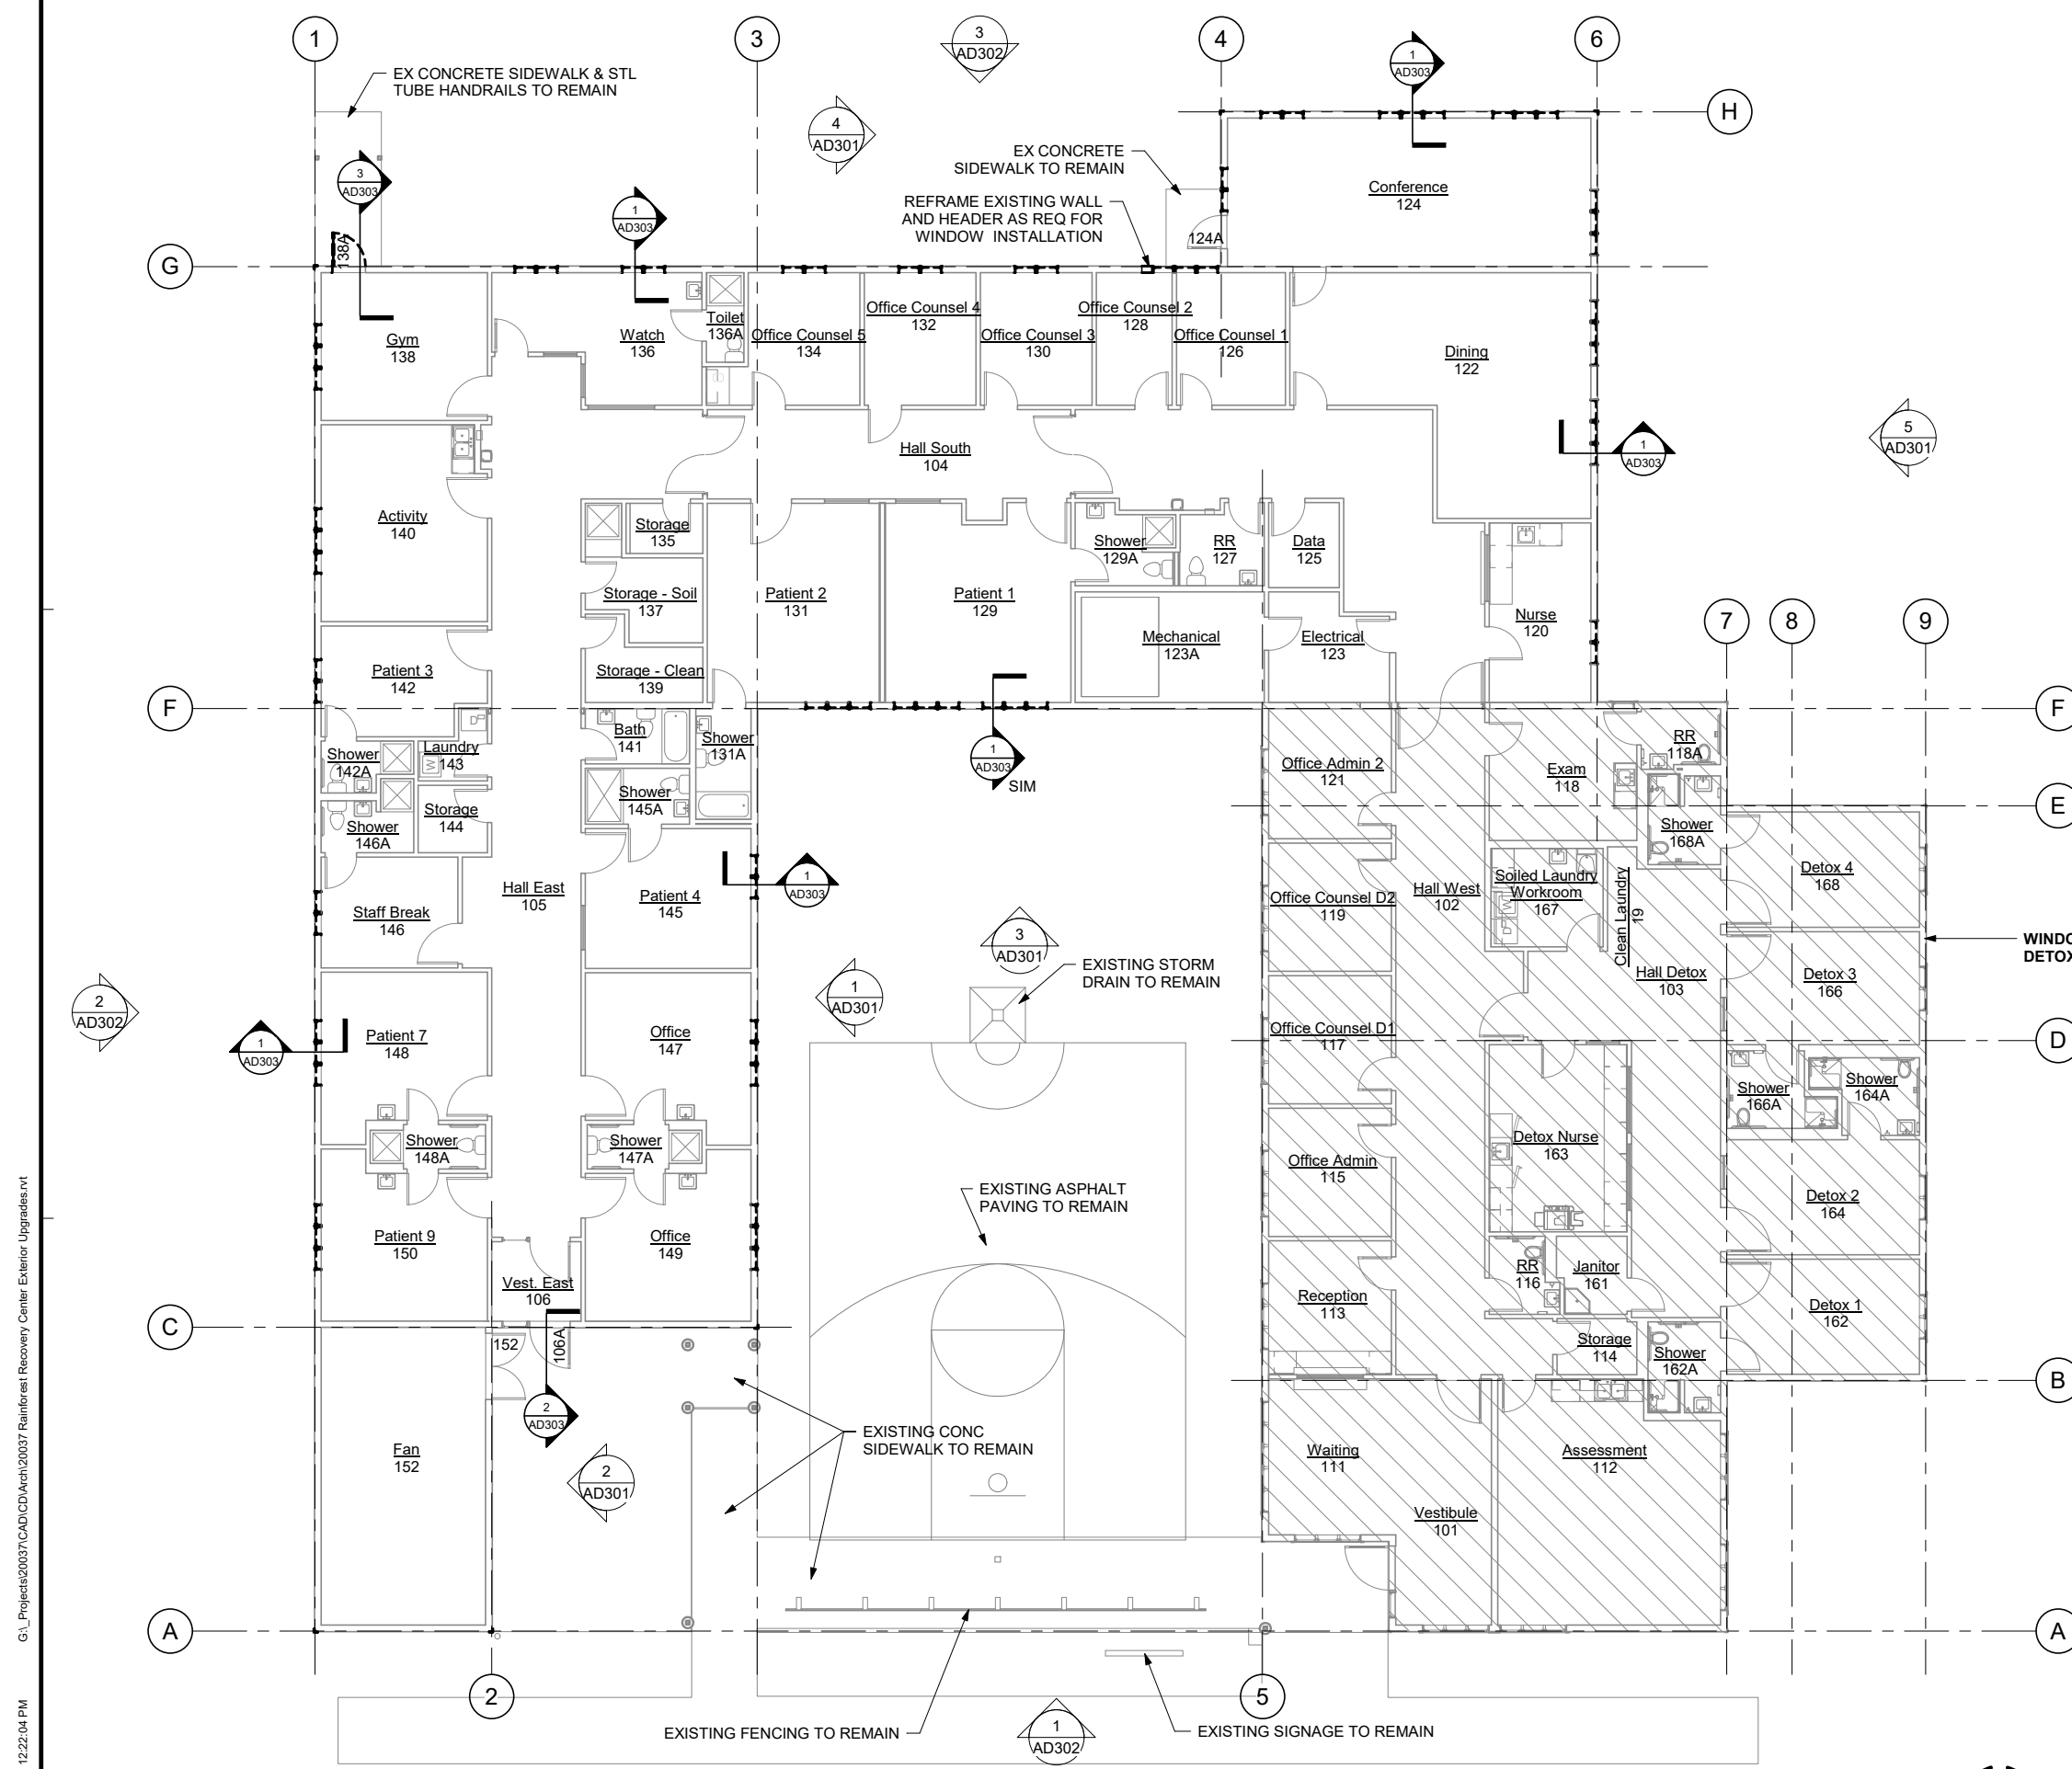 1
3
4
6
3
AD302
1
AD303
EX CONCRETE SIDEWALK & STL
TUBE HANDRAILS TO REMAIN
H
4
AD301
EX CONCRETE
SIDEWALK TO REMAIN
3
AD303
Conference
124
REFRAME EXISTING WALL
AND HEADER AS REQ FOR
WINDOW INSTALLATION
1
AD303
138A
124A
G
Gym
138
Watch
136
Toilet
136A
Office Counsel 5
134
Office Counsel 4
132
Office Counsel 3
130
Office Counsel 2
128
Office Counsel 1
126
Dining
122
Hall South
104
1
AD303
5
AD301
Activity
140
Storage
135
Storage - Soil
137
Storage - Clean
139
Patient 2
131
Patient 1
129
Shower
129A
RR
127
Data
125
Mechanical
123A
Electrical
123
Nurse
120
7
8
9
Patient 3
142
F
F
Shower
142A
Laundry
143
W
Bath
141
Shower
131A
1
AD303
SIM
Office Admin 2
121
Exam
118
RR
118A
E
Shower
146A
Storage
144
Shower
145A
Shower
168A
Detox 4
168
Staff Break
146
Hall East
105
Patient 4
145
1
AD303
Office Counsel D2
119
Hall West
102
Soiled Laundry
Workroom
167
W
Clean Laundry
19
3
AD301
WINDO
DETOX
2
AD302
1
AD301
EXISTING STORM
DRAIN TO REMAIN
Hall Detox
103
Detox 3
166
1
AD303
Patient 7
148
Office
147
Office Counsel D1
117
D
Shower
166A
Shower
164A
Shower
148A
Shower
147A
Detox Nurse
163
Office Admin
115
EXISTING ASPHALT
PAVING TO REMAIN
Detox 2
164
Patient 9
150
Office
149
Vest. East
106
RR
116
Janitor
161
Reception
113
Detox 1
162
C
152
106A
Storage
114
Shower
162A
B
2
AD303
EXISTING CONC
SIDEWALK TO REMAIN
Fan
152
2
AD301
Waiting
111
Assessment
112
Vestibule
101
A
A
2
5
EXISTING FENCING TO REMAIN
1
AD302
EXISTING SIGNAGE TO REMAIN
G:\_Projects\20037\CAD\CD\Arch\20037 Rainforest Recovery Center Exterior Upgrades.rvt
12:22:04 PM